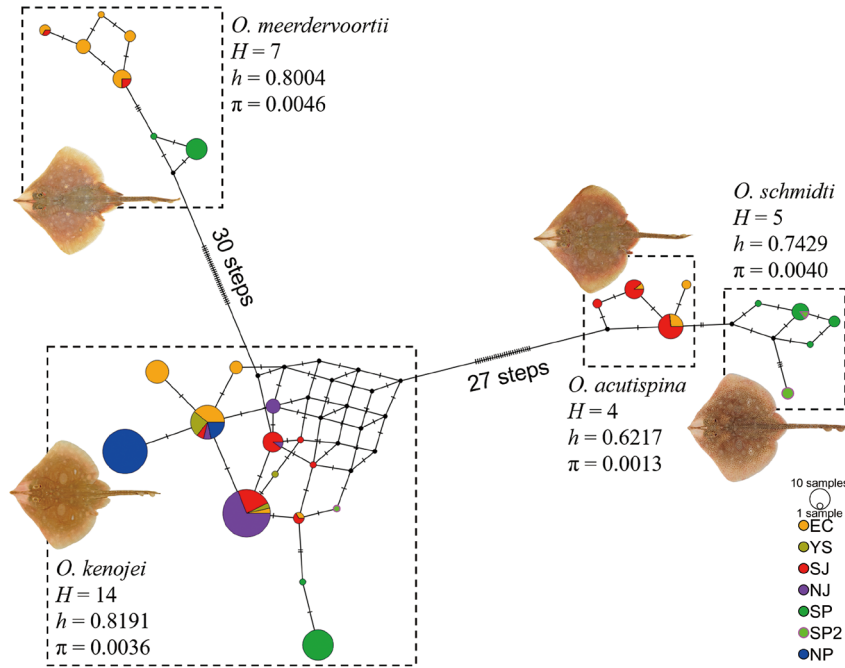 O. meerdervoortii
H = 7
h = 0.8004
π = 0.0046
30 steps
O. schmidti
H = 5
h = 0.7429
π = 0.0040
27 steps
O. acutispina
H = 4
h = 0.6217
π = 0.0013
O. kenojei
H = 14
h = 0.8191
π = 0.0036
10 samples
1 sample
EC
YS
SJ
NJ
SP
SP2
NP